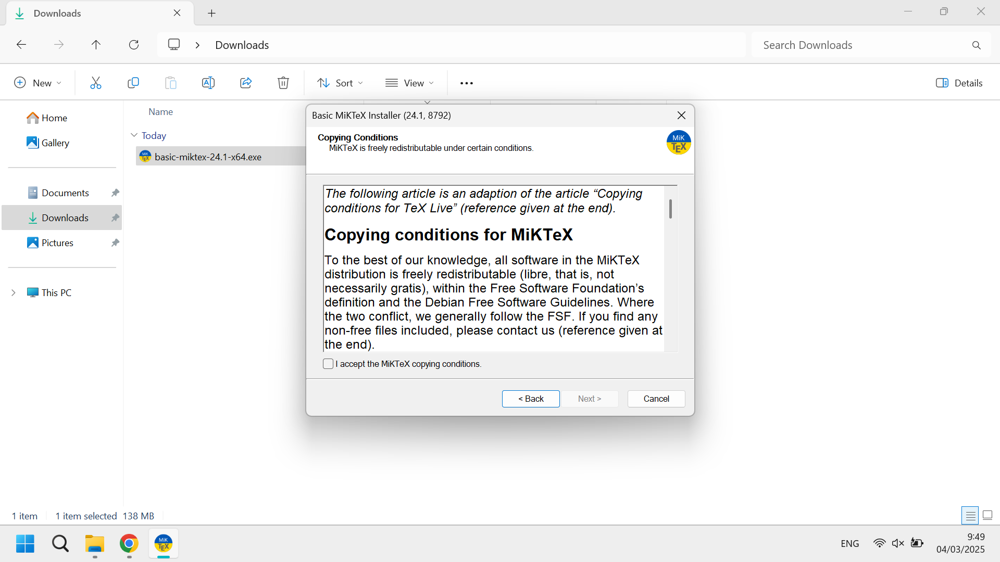 Downloads
Downloads
Search Downloads
New
Sort
View
Details
Home
Gallery
Documents
Downloads
Pictures
This PC
Name
Today
basic-miktex-24.1-x64.exe
Basic MiKTeX Installer (24.1, 8792)
Copying Conditions
MiKTeX is freely redistributable under certain conditions.
MiK
TEX
The following article is an adaption of the article “Copying
conditions for TeX Live” (reference given at the end).
Copying conditions for MiKTeX
To the best of our knowledge, all software in the MiKTeX
distribution is freely redistributable (libre, that is, not
necessarily gratis), within the Free Software Foundation’s
definition and the Debian Free Software Guidelines. Where
the two conflict, we generally follow the FSF. If you find any
non-free files included, please contact us (reference given at
the end).
I accept the MiKTeX copying conditions.
< Back
Next >
Cancel
1 item
1 item selected 138 MB
MiK
TEX
ENG
9:49
04/03/2025